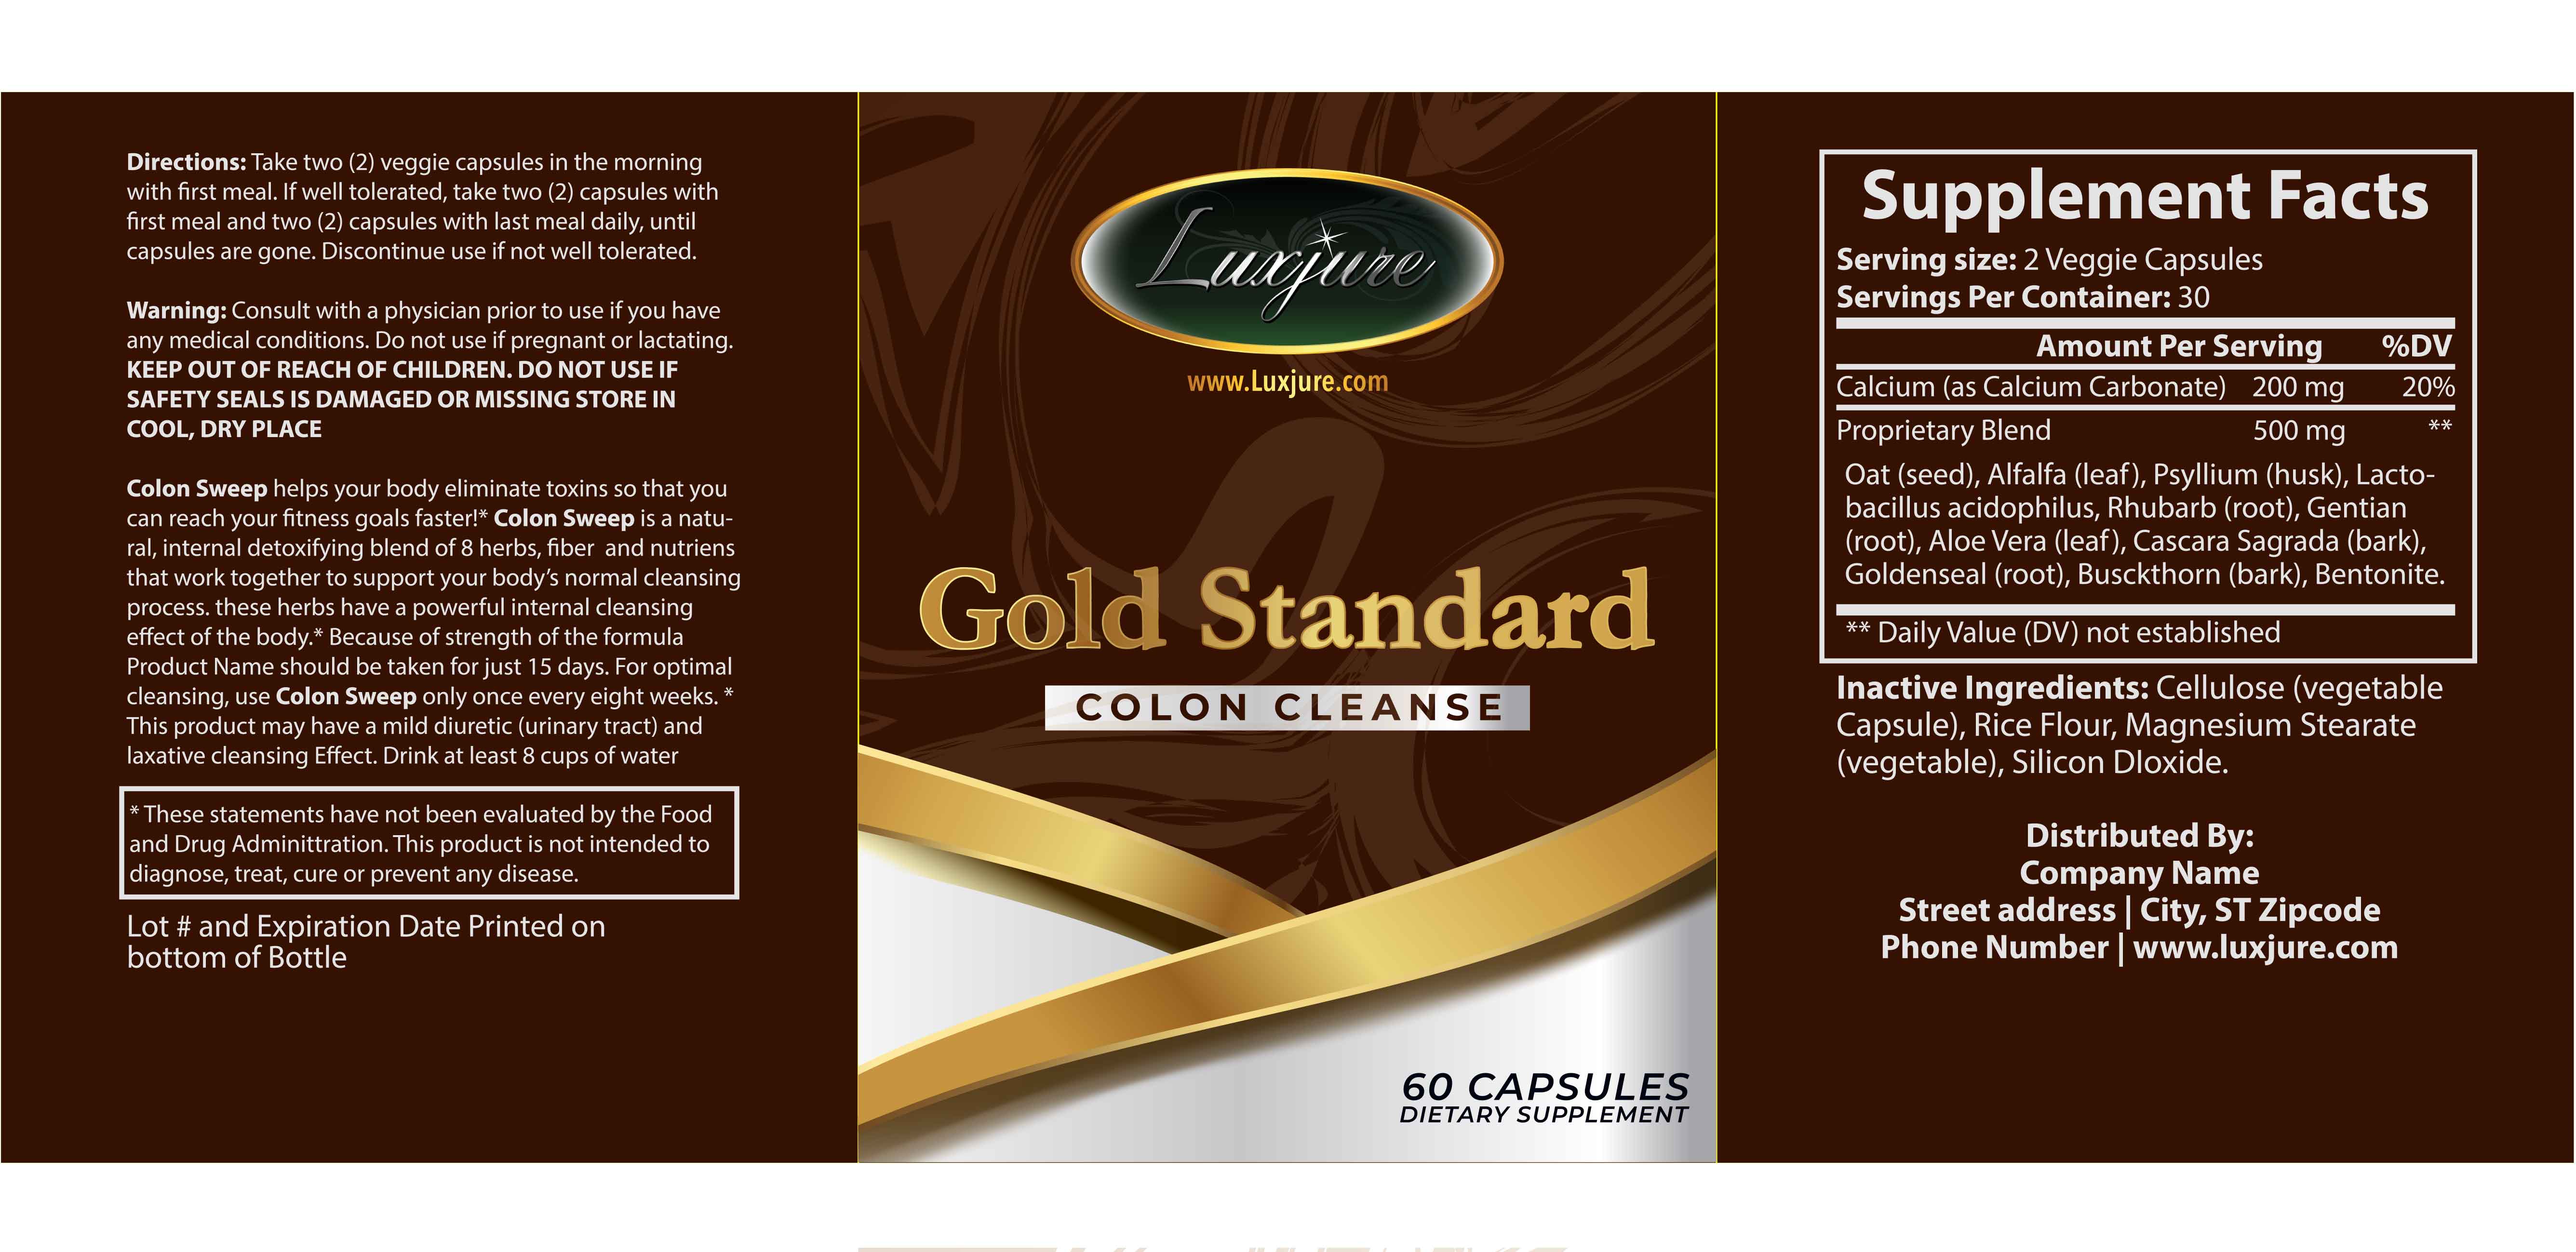 Directions: Take two (2) veggie capsules in the morning
with first meal. If well tolerated, take two (2) capsules with
first meal and two (2) capsules with last meal daily, until
capsules are gone. Discontinue use if not well tolerated.
Warning: Consult with a physician prior to use if you have
any medical conditions. Do not use if pregnant or lactating.
KEEP OUT OF REACH OF CHILDREN. DO NOT USE IF
SAFETY SEALS IS DAMAGED OR MISSING STORE IN
COOL, DRY PLACE
Colon Sweep helps your body eliminate toxins so that you
can reach your fitness goals faster!* Colon Sweep is a natu-
ral, internal detoxifying blend of 8 herbs, fiber  and nutriens
that work together to support your body’s normal cleansing
process. these herbs have a powerful internal cleansing
effect of the body.* Because of strength of the formula
Product Name should be taken for just 15 days. For optimal
cleansing, use Colon Sweep only once every eight weeks. *
This product may have a mild diuretic (urinary tract) and
laxative cleansing Effect. Drink at least 8 cups of water
* These statements have not been evaluated by the Food
and Drug Adminittration. This product is not intended to
diagnose, treat, cure or prevent any disease.
Lot # and Expiration Date Printed on
bottom of Bottle
Luxjure
www.Luxjure.com
Gold Standard
COLON CLEANSE
60 CAPSULES
DIETARY SUPPLEMENT
Supplement Facts
Serving size: 2 Veggie Capsules
Servings Per Container: 30
Amount Per Serving %DV
Calcium (as Calcium Carbonate) 200 mg 20%
Proprietary Blend 500 mg **
Oat (seed), Alfalfa (leaf), Psyllium (husk), Lacto-
bacillus acidophilus, Rhubarb (root), Gentian
(root), Aloe Vera (leaf), Cascara Sagrada (bark),
Goldenseal (root), Busckthorn (bark), Bentonite.
** Daily Value (DV) not established
Inactive Ingredients: Cellulose (vegetable
Capsule), Rice Flour, Magnesium Stearate
(vegetable), Silicon DIoxide.
Distributed By:
Company Name
Street address | City, ST Zipcode
Phone Number | www.luxjure.com